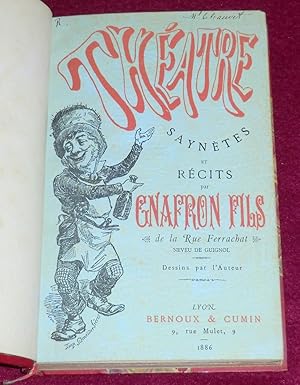 THÉATRE
SAYNÈTES
ET
RÉCITS
par
GNAFRON FILS
de la Rue Ferrachat
NEVEU DE GUIGNOL
Dessins par l'Auteur
LYON
BERNOUX & CUMIN
9, rue Mulet, 9
1886